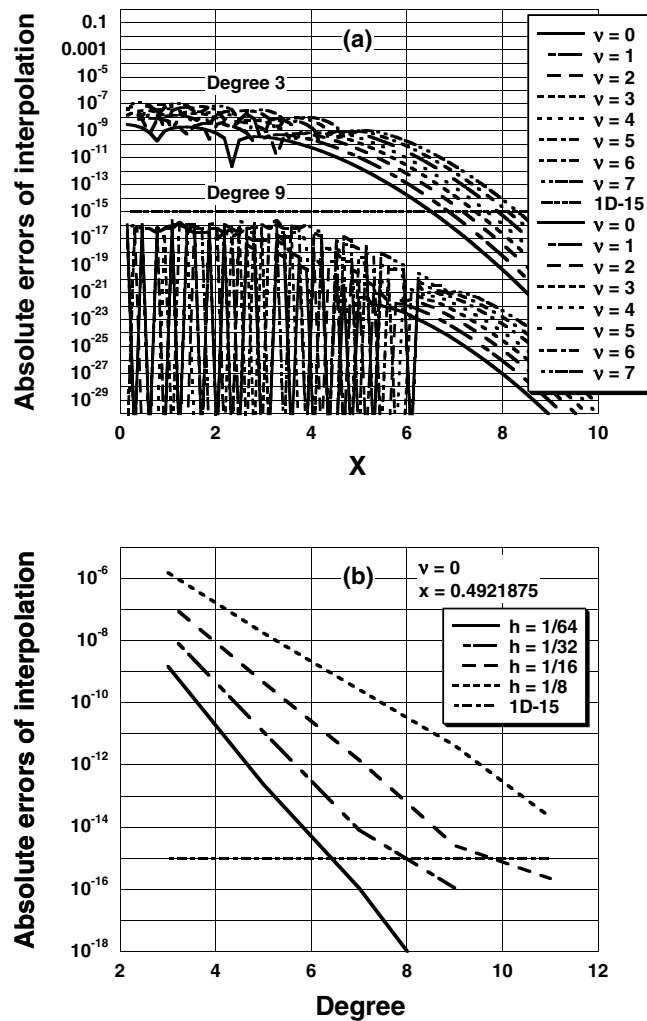 (a)
Absolute errors of interpolation
0.1
0.001
10-5
10-7
10-9
10-11
10-13
10-15
10-17
10-19
10-21
10-23
10-25
10-27
10-29
Degree 3
Degree 9
ν = 0
ν = 1
ν = 2
ν = 3
ν = 4
ν = 5
ν = 6
ν = 7
1D-15
ν = 0
ν = 1
ν = 2
ν = 3
ν = 4
ν = 5
ν = 6
ν = 7
0 2 4 6 8 10
X
(b)
Absolute errors of interpolation
10-6
10-8
10-10
10-12
10-14
10-16
10-18
ν = 0
x = 0.4921875
h = 1/64
h = 1/32
h = 1/16
h = 1/8
1D-15
2 4 6 8 10 12
Degree